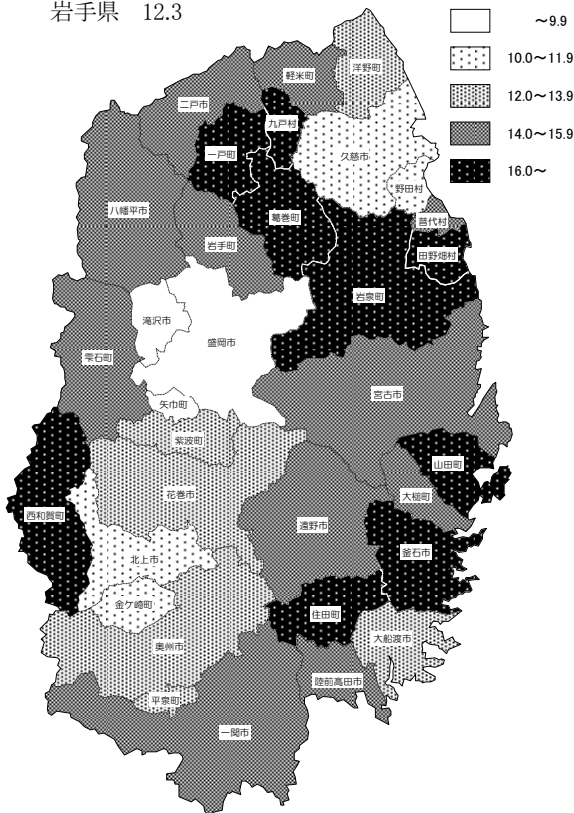 岩手県 12.3
～9.9
10.0～11.9
12.0～13.9
14.0～15.9
16.0～
洋野町
軽米町
二戸市
九戸村
一戸町
久慈市
野田村
八幡平市
葛巻町
普代村
岩手町
田野畑村
岩泉町
滝沢市
盛岡市
雫石町
宮古市
矢巾町
紫波町
山田町
花巻市
大槌町
西和賀町
遠野市
釜石市
北上市
金ケ崎町
住田町
大船渡市
奥州市
陸前高田市
平泉町
一関市